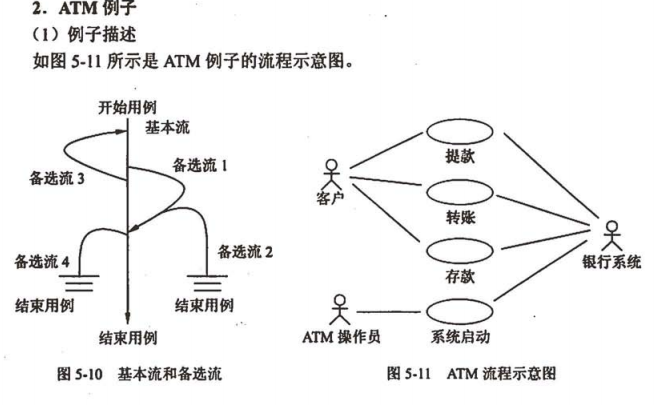 2．ATM 例子
（1）例子描述
如图 5-11 所示是 ATM 例子的流程示意图。
开始用例
基本流
备选流 1
备选流 3
备选流 4
备选流 2
结束用例
结束用例
结束用例
图 5-10 基本流和备选流
提款
客户
转账
银行系统
存款
ATM 操作员
系统启动
图 5-11 ATM 流程示意图